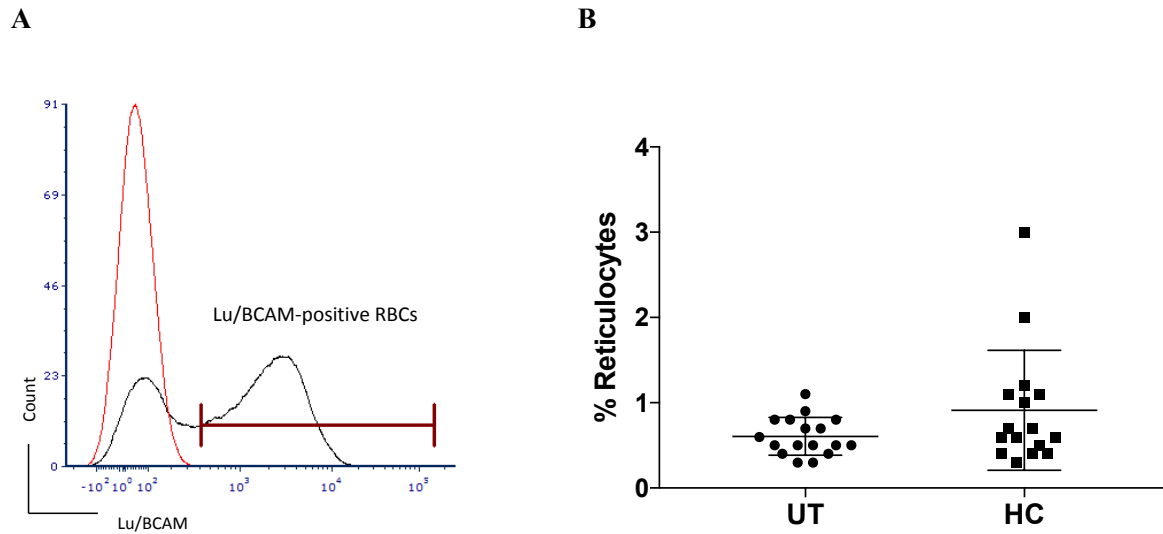 A
B
91
69
46
23
0
Count
Lu/BCAM-positive RBCs
-10² 10⁰ 10² 10³ 10⁴ 10⁵
Lu/BCAM
4
3
2
1
0
% Reticulocytes
UT HC